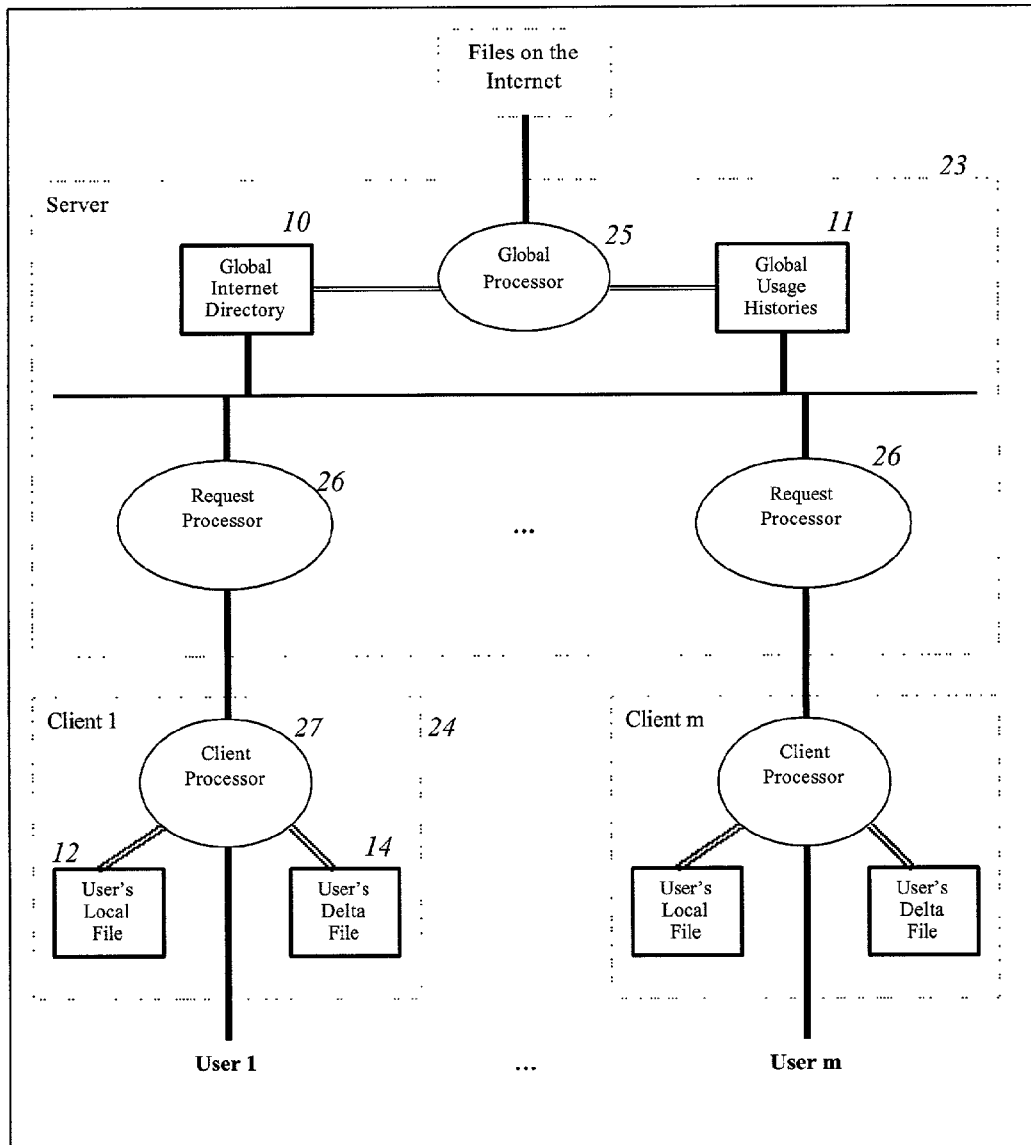 Files on the
Internet
23
Server
10
25
11
Global
Internet
Directory
Global
Processor
Global
Usage
Histories
26
Request
Processor
...
26
Request
Processor
Client 1
27
24
Client
Processor
Client m
Client
Processor
12
User's
Local
File
14
User's
Delta
File
User's
Local
File
User's
Delta
File
User 1
...
User m